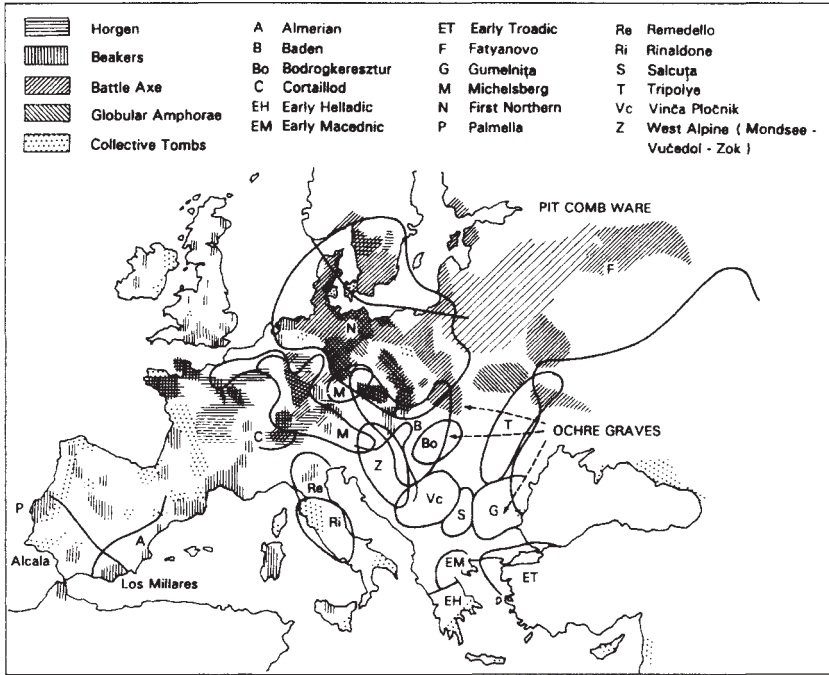 Horgen
Beakers
Battle Axe
Globular Amphorae
Collective Tombs
A Almerian
B Baden
Bo Bodrogkeresztur
C Cortaillod
EH Early Helladic
EM Early Macednic
ET Early Troadic
F Fatyanovo
G Gumelnița
M Michelsberg
N First Northern
P Palmella
Re Remedello
Ri Rinaldone
S Salcuța
T Tripolye
Vc Vinča Pločnik
Z West Alpine ( Mondsee -
Vučedol - Zok )
PIT COMB WARE
F
N
M
B
T
OCHRE GRAVES
C
M
Bo
Z
Re
Vc
S
G
P
A
Ri
Alcala
Los Millares
EM
ET
EH